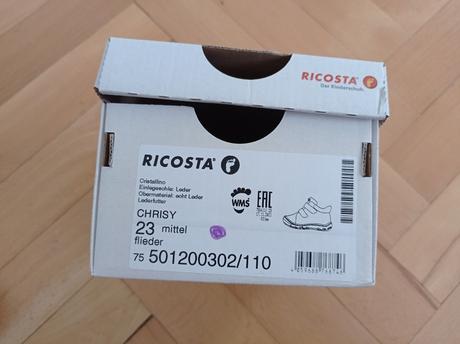 RICOSTA
Der Kinderschuh.
RICOSTA
Cristallino
Einlegesohle: Leder
Obermaterial: echt Leder
Lederfutter
WMS
EAC
CHRISY
23 mittel
flieder
75 501200302/110